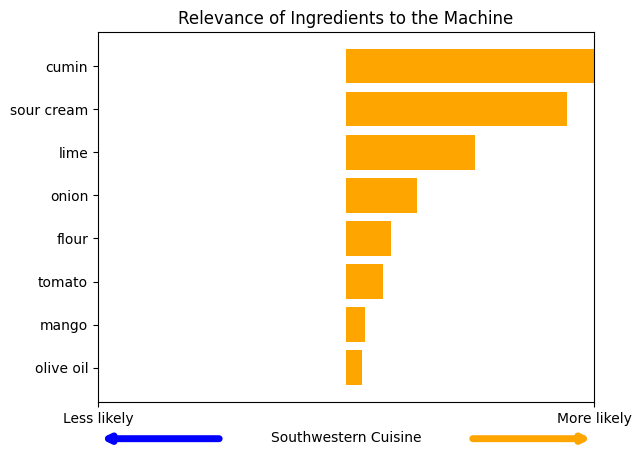 Relevance of Ingredients to the Machine
cumin
sour cream
lime
onion
flour
tomato
mango
olive oil
Less likely More likely
Southwestern Cuisine